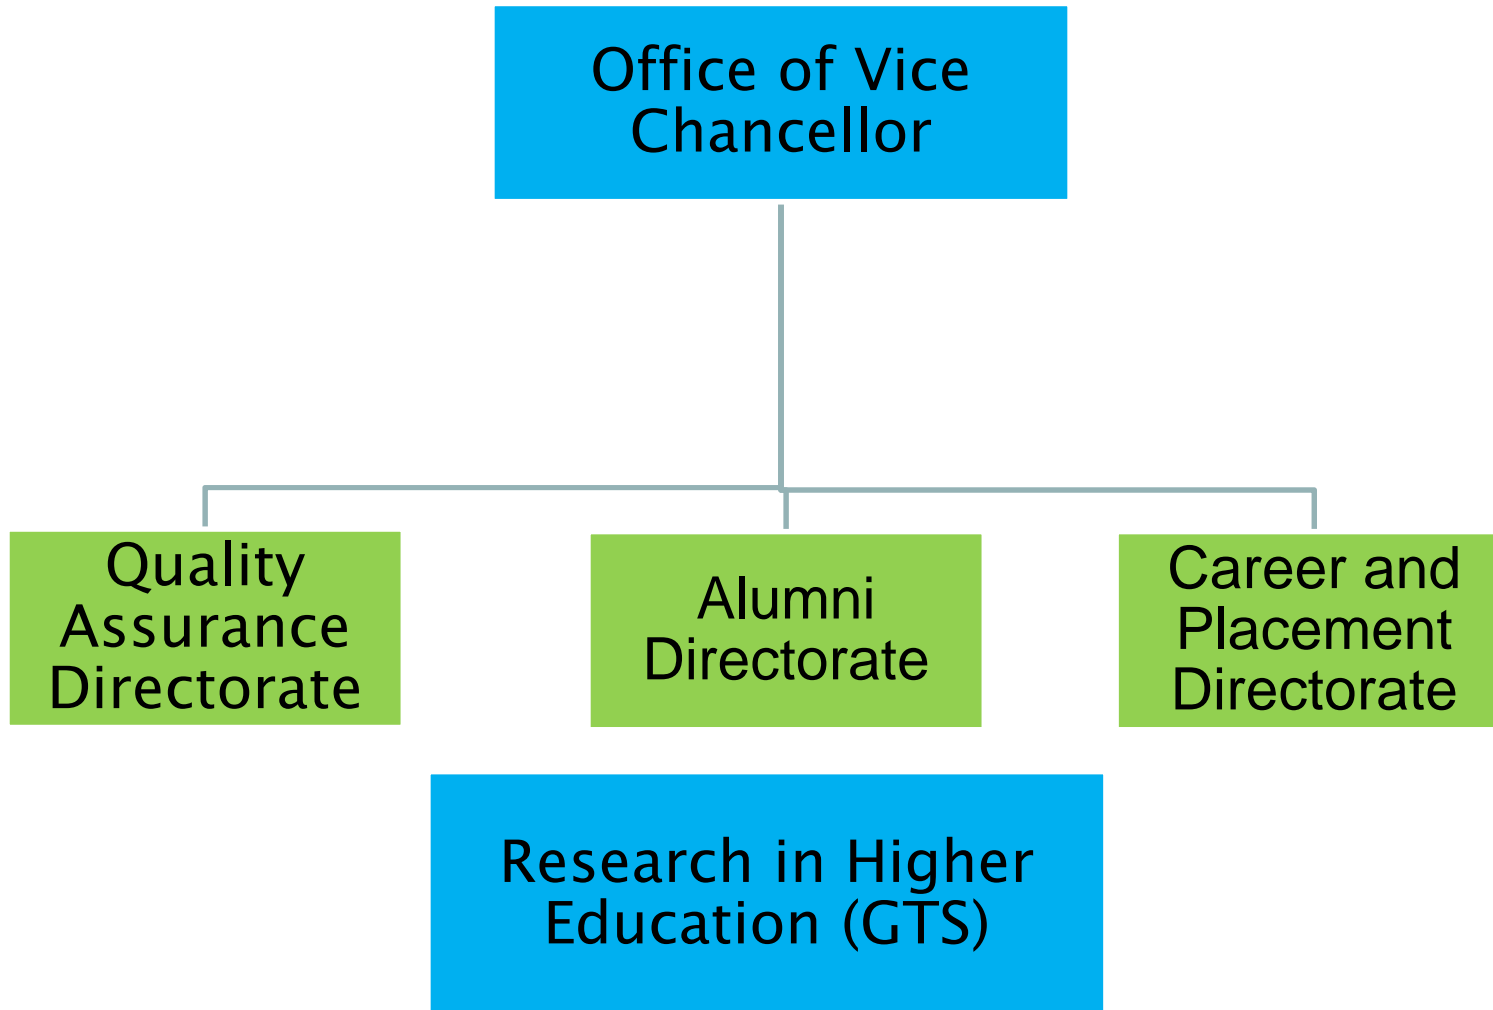 Office of Vice
Chancellor
Quality
Assurance
Directorate
Alumni
Directorate
Career and
Placement
Directorate
Research in Higher
Education (GTS)